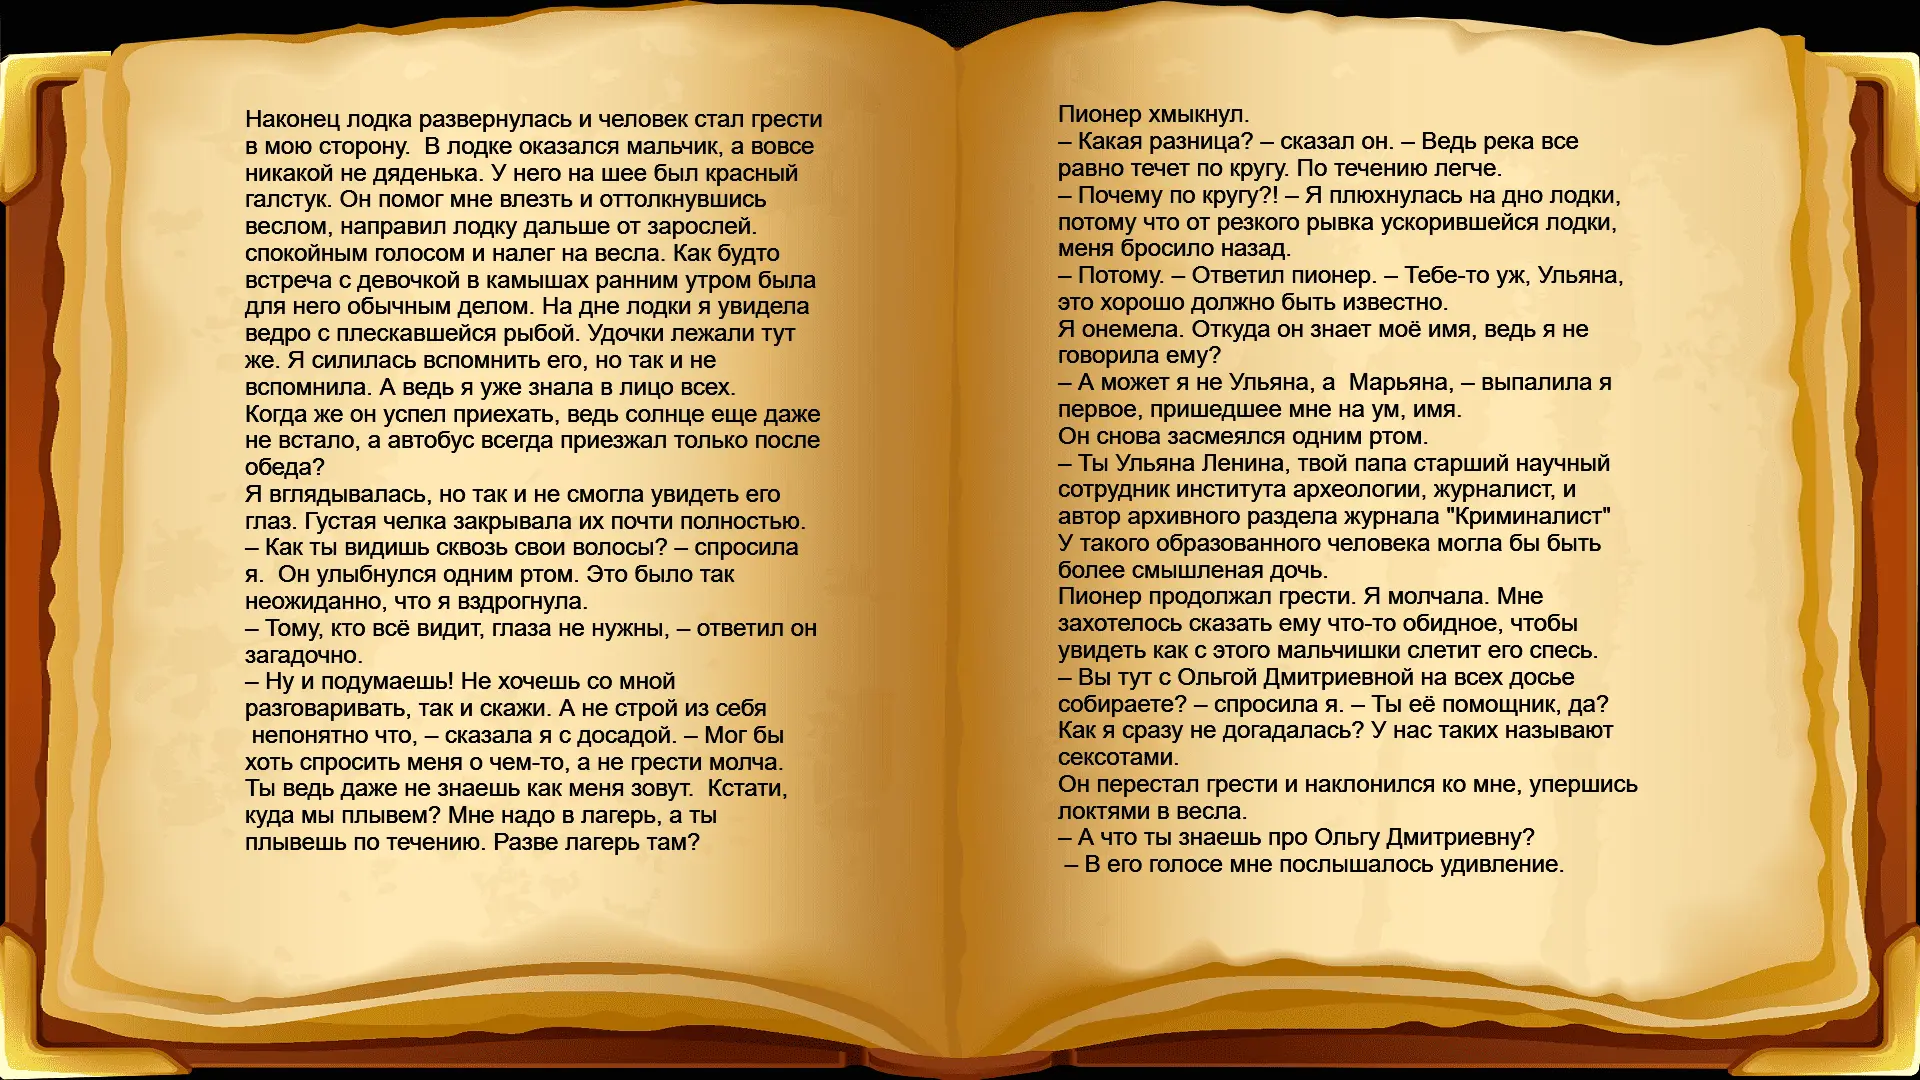 Наконец лодка развернулась и человек стал грести
в мою сторону.  В лодке оказался мальчик, а вовсе
никакой не дяденька. У него на шее был красный
галстук. Он помог мне влезть и оттолкнувшись
веслом, направил лодку дальше от зарослей.
спокойным голосом и налег на весла. Как будто
встреча с девочкой в камышах ранним утром была
для него обычным делом. На дне лодки я увидела
ведро с плескавшейся рыбой. Удочки лежали тут
же. Я силилась вспомнить его, но так и не
вспомнила. А ведь я уже знала в лицо всех.
Когда же он успел приехать, ведь солнце еще даже
не встало, а автобус всегда приезжал только после
обеда?
Я вглядывалась, но так и не смогла увидеть его
глаз. Густая челка закрывала их почти полностью.
– Как ты видишь сквозь свои волосы? – спросила
я.  Он улыбнулся одним ртом. Это было так
неожиданно, что я вздрогнула.
– Тому, кто всё видит, глаза не нужны, – ответил он
загадочно.
– Ну и подумаешь! Не хочешь со мной
разговаривать, так и скажи. А не строй из себя
непонятно что, – сказала я с досадой. – Мог бы
хоть спросить меня о чем-то, а не грести молча.
Ты ведь даже не знаешь как меня зовут.  Кстати,
куда мы плывем? Мне надо в лагерь, а ты
плывешь по течению. Разве лагерь там?
Пионер хмыкнул.
– Какая разница? – сказал он. – Ведь река все
равно течет по кругу. По течению легче.
– Почему по кругу?! – Я плюхнулась на дно лодки,
потому что от резкого рывка ускорившейся лодки,
меня бросило назад.
– Потому. – Ответил пионер. – Тебе-то уж, Ульяна,
это хорошо должно быть известно.
Я онемела. Откуда он знает моё имя, ведь я не
говорила ему?
– А может я не Ульяна, а  Марьяна, – выпалила я
первое, пришедшее мне на ум, имя.
Он снова засмеялся одним ртом.
– Ты Ульяна Ленина, твой папа старший научный
сотрудник института археологии, журналист, и
автор архивного раздела журнала "Криминалист"
У такого образованного человека могла бы быть
более смышленая дочь.
Пионер продолжал грести. Я молчала. Мне
захотелось сказать ему что-то обидное, чтобы
увидеть как с этого мальчишки слетит его спесь.
– Вы тут с Ольгой Дмитриевной на всех досье
собираете? – спросила я. – Ты её помощник, да?
Как я сразу не догадалась? У нас таких называют
сексотами.
Он перестал грести и наклонился ко мне, упершись
локтями в весла.
– А что ты знаешь про Ольгу Дмитриевну?
– В его голосе мне послышалось удивление.